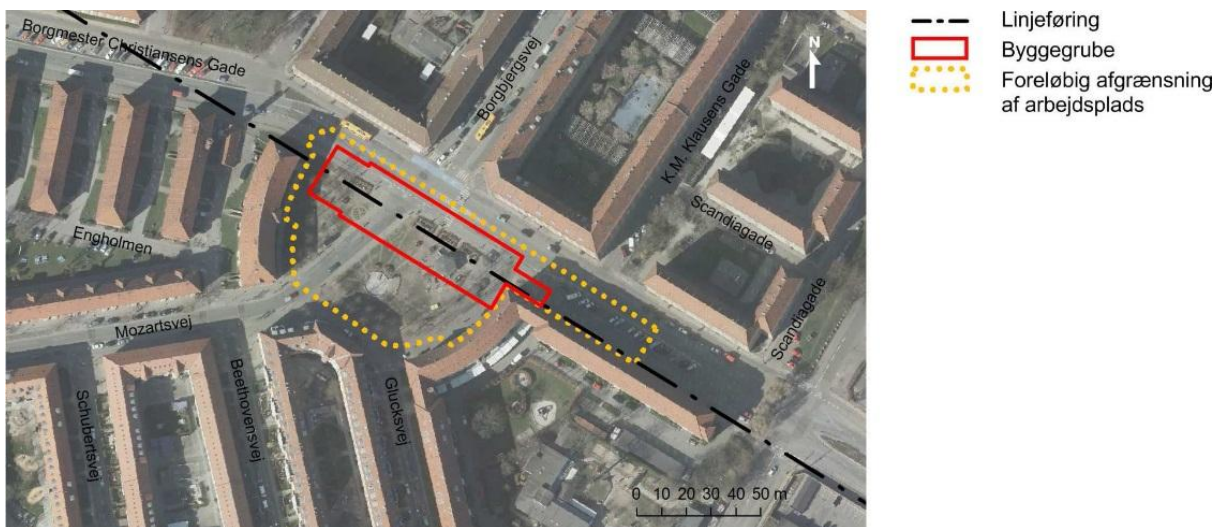 Borgmester Christiansens Gade
Borgbjergsvej
N
K.M. Klausens Gade
Scandiagade
Scandiagade
Engholmen
Mozartsvej
Schubertsvej
Beethovensvej
Glucksvej
0 10 20 30 40 50 m
Linjeføring
Byggegrube
Foreløbig afgrænsning
af arbejdsplads